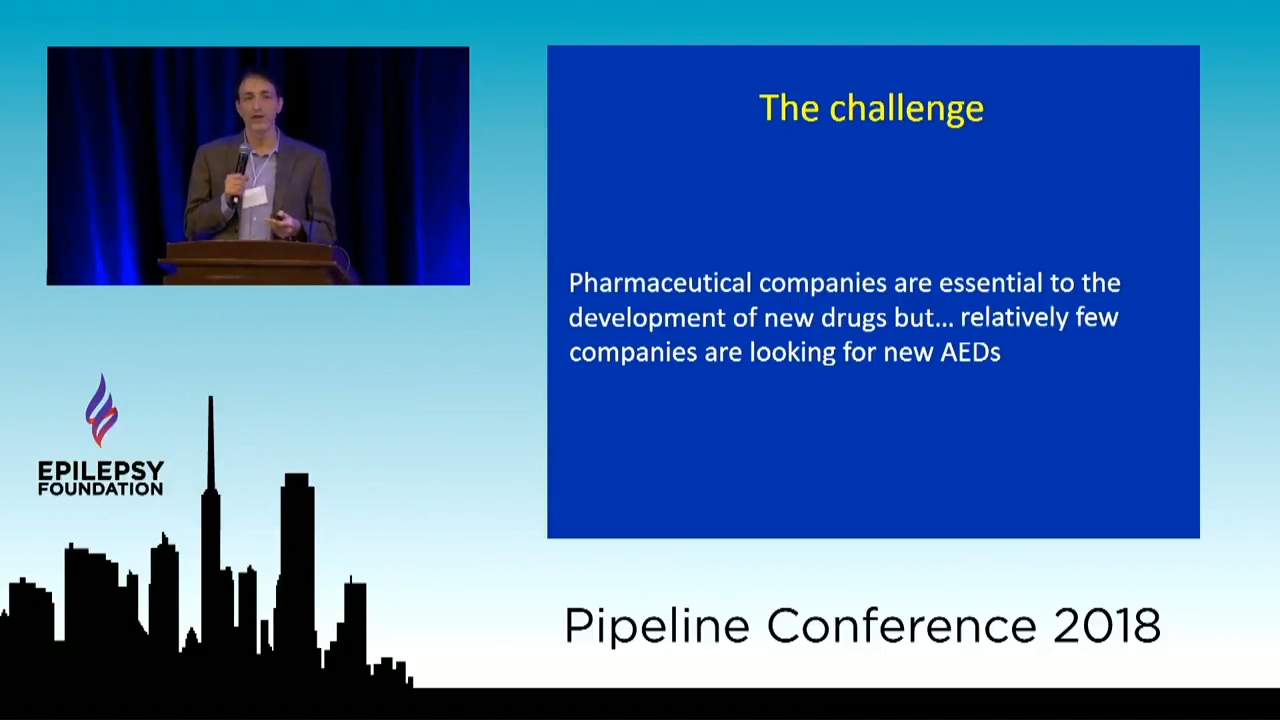 The challenge
Pharmaceutical companies are essential to the
development of new drugs but... relatively few
companies are looking for new AEDs
EPILEPSY
FOUNDATION
Pipeline Conference 2018